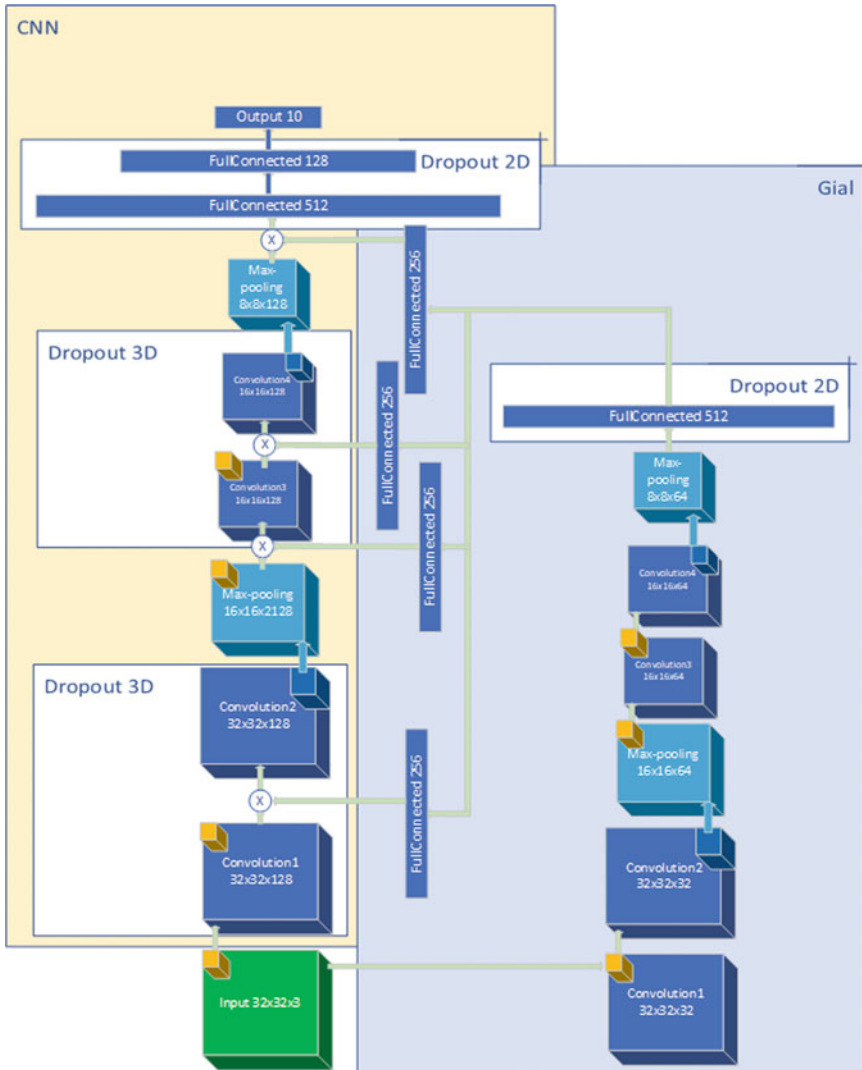 CNN
Output 10
FullConnected 128
Dropout 2D
FullConnected 512
X
Max-
pooling
8x8x128
Dropout 3D
Convolution4
16x16x128
X
Convolution3
16x16x128
X
Max-pooling
16x16x2128
Dropout 3D
Convolution2
32x32x128
X
Convolution1
32x32x128
Input 32x32x3
Gial
FullConnected 256
FullConnected 256
FullConnected 256
FullConnected 256
Dropout 2D
FullConnected 512
Max-
pooling
8x8x64
Convolution4
16x16x64
Convolution3
16x16x64
Max-pooling
16x16x64
Convolution2
32x32x32
Convolution1
32x32x32